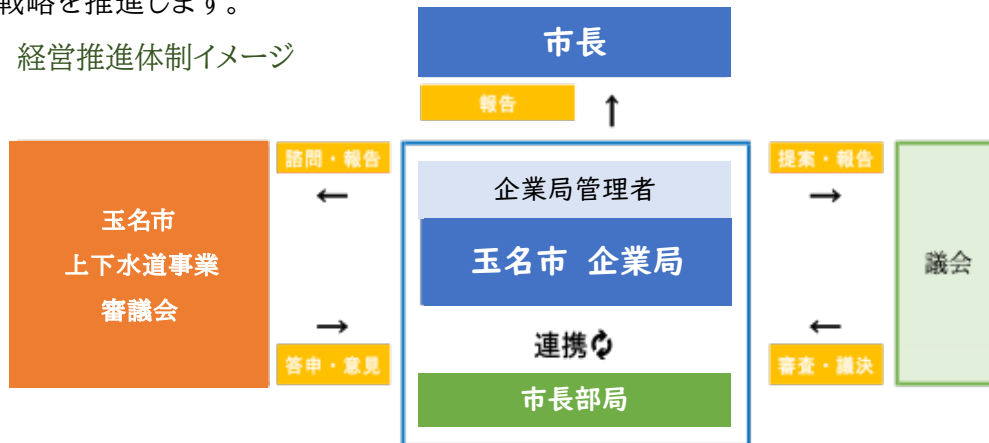 戦略を推進します。
経営推進体制イメージ
市長
報告
↑
諮問・報告
←
玉名市
上下水道事業
審議会
→
答申・意見
企業局管理者
玉名市 企業局
連携
市長部局
提案・報告
→
議会
←
審査・議決